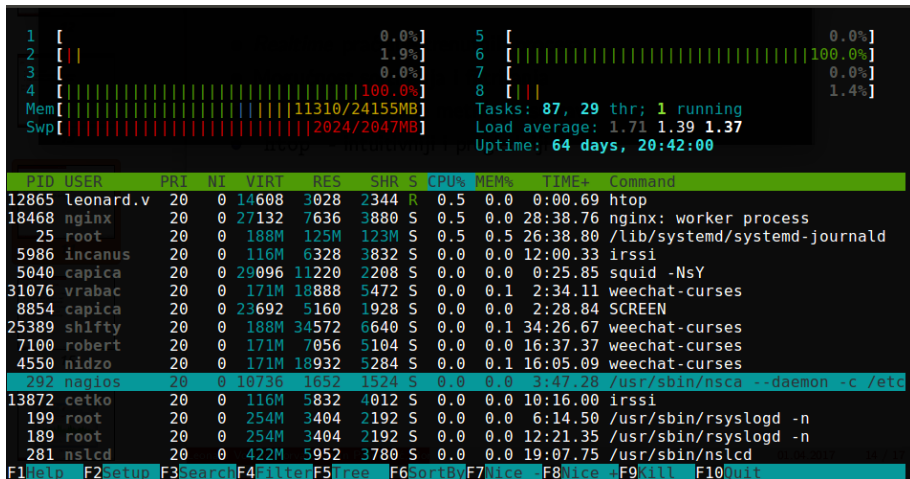 1 [ 0.0%] 5 [ 0.0%]
2 [|| 1.9%] 6 [|||||||||||||||||||||||||||||||100.0%]
3 [ 0.0%] 7 [ 0.0%]
4 [|||||||||||||||||||||||||||||||100.0%] 8 [||| 1.4%]
Mem[||||||||||||||||||||||||11310/24155MB] Tasks: 87, 29 thr; 1 running
Swp[||||||||||||||||||||||||||2024/2047MB] Load average: 1.71 1.39 1.37
Uptime: 64 days, 20:42:00
PID USER PRI NI VIRT RES SHR S CPU% MEM% TIME+ Command
12865 leonard.v 20 0 14608 3028 2344 R 0.5 0.0 0:00.69 htop
18468 nginx 20 0 27132 7636 3880 S 0.5 0.0 28:38.76 nginx: worker process
25 root 20 0 188M 125M 123M S 0.5 0.5 26:38.80 /lib/systemd/systemd-journald
5986 incanus 20 0 116M 6328 3832 S 0.0 0.0 12:00.33 irssi
5040 capica 20 0 29096 11220 2208 S 0.0 0.0 0:25.85 squid -NsY
31076 vrabac 20 0 171M 18888 5472 S 0.0 0.1 2:34.11 weechat-curses
8854 capica 20 0 23692 5160 1928 S 0.0 0.0 2:28.84 SCREEN
25389 sh1fty 20 0 188M 34572 6640 S 0.0 0.1 34:26.67 weechat-curses
7100 robert 20 0 171M 7056 5104 S 0.0 0.0 16:37.37 weechat-curses
4550 nidzo 20 0 171M 18932 5284 S 0.0 0.1 16:05.09 weechat-curses
292 nagios 20 0 10736 1652 1524 S 0.0 0.0 3:47.28 /usr/sbin/nsca --daemon -c /etc
13872 cetko 20 0 116M 5832 4012 S 0.0 0.0 10:16.00 irssi
199 root 20 0 254M 3404 2192 S 0.0 0.0 6:14.50 /usr/sbin/rsyslogd -n
189 root 20 0 254M 3404 2192 S 0.0 0.0 12:21.35 /usr/sbin/rsyslogd -n
281 nslcd 20 0 422M 5952 3780 S 0.0 0.0 19:07.75 /usr/sbin/nslcd
F1Help F2Setup F3SearchF4FilterF5Tree F6SortByF7Nice -F8Nice +F9Kill F10Quit